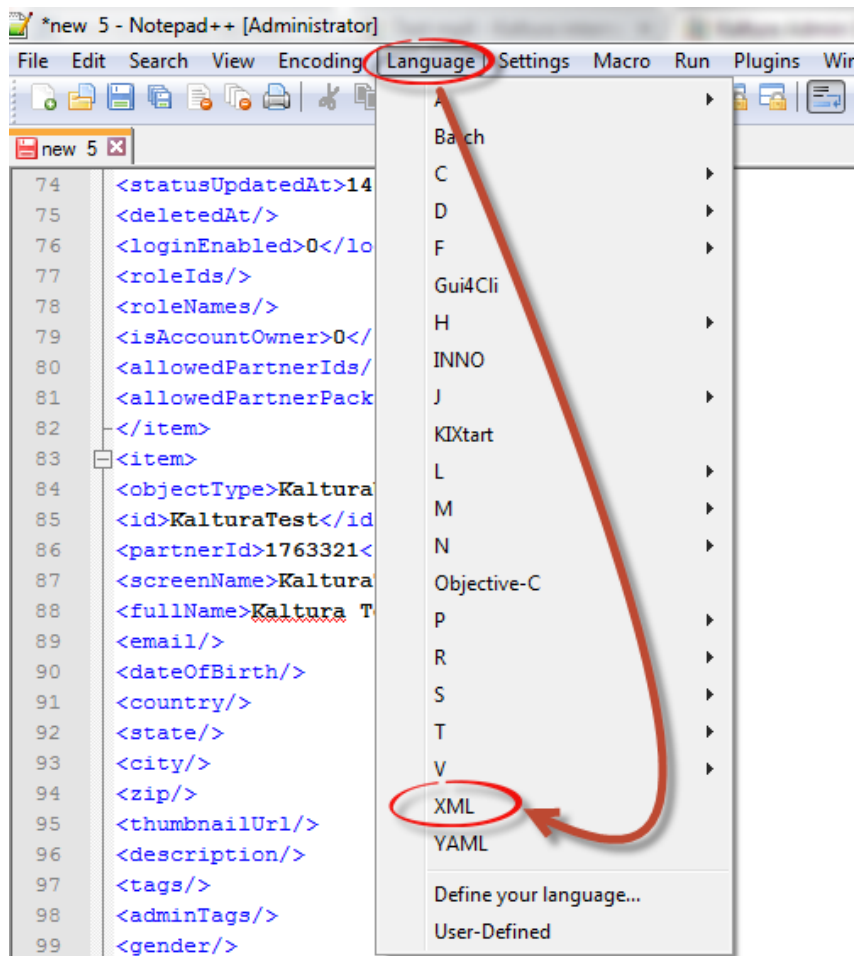 *new 5 - Notepad++ [Administrator]
File Edit Search View Encoding Language Settings Macro Run Plugins Win
new 5
74 <statusUpdatedAt>14
75 <deletedAt/>
76 <loginEnabled>0</lo
77 <roleIds/>
78 <roleNames/>
79 <isAccountOwner>0</
80 <allowedPartnerIds/
81 <allowedPartnerPack
82 </item>
83 <item>
84 <objectType>Kaltura
85 <id>KalturaTest</id
86 <partnerId>1763321<
87 <screenName>Kaltura
88 <fullName>Kaltura T
89 <email/>
90 <dateOfBirth/>
91 <country/>
92 <state/>
93 <city/>
94 <zip/>
95 <thumbnailUrl/>
96 <description/>
97 <tags/>
98 <adminTags/>
99 <gender/>
A
Batch
C
D
F
Gui4Cli
H
INNO
J
KIXtart
L
M
N
Objective-C
P
R
S
T
V
XML
YAML
Define your language...
User-Defined